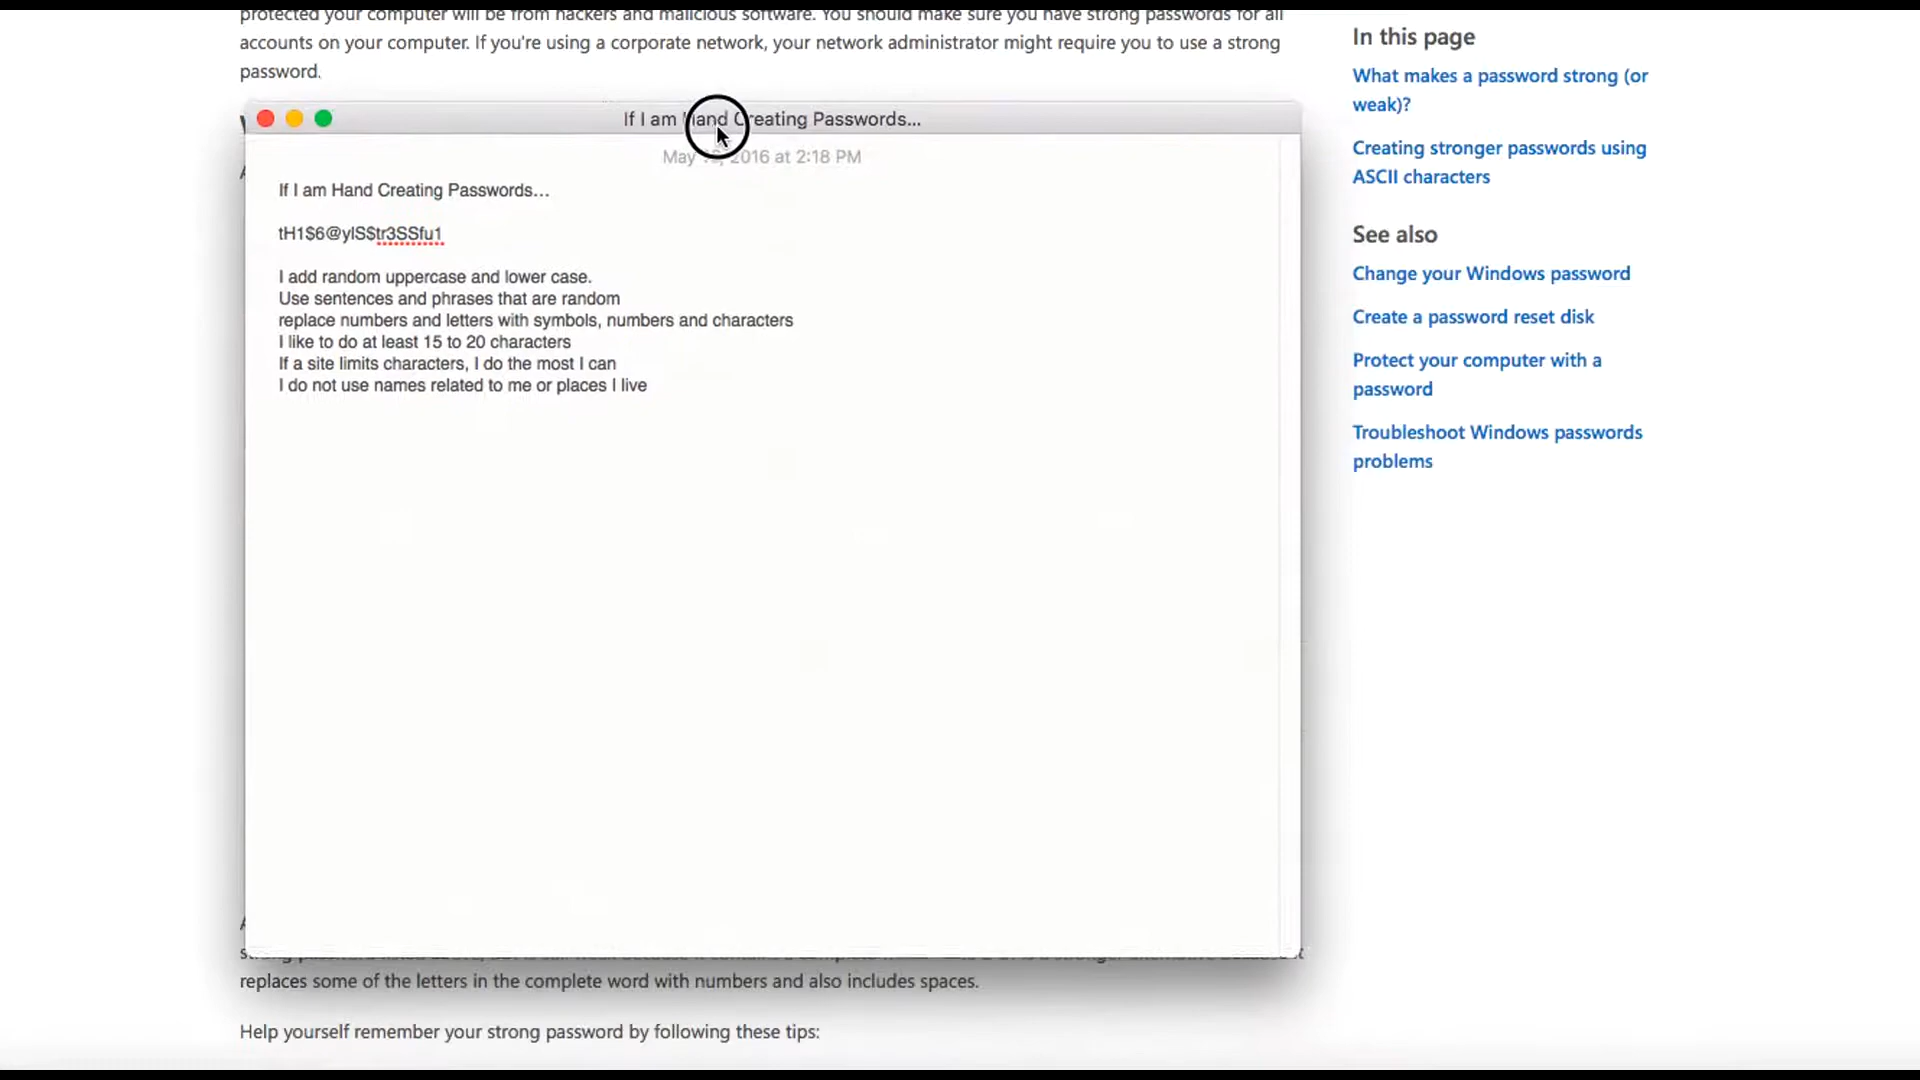 protected your computer will be from hackers and malicious software. You should make sure you have strong passwords for all
accounts on your computer. If you're using a corporate network, your network administrator might require you to use a strong
password.
If I am Hand Creating Passwords...
May 2016 at 2:18 PM
If I am Hand Creating Passwords...
tH1$6@ylS$tr3SSfu1
I add random uppercase and lower case.
Use sentences and phrases that are random
replace numbers and letters with symbols, numbers and characters
I like to do at least 15 to 20 characters
If a site limits characters, I do the most I can
I do not use names related to me or places I live
replaces some of the letters in the complete word with numbers and also includes spaces.
Help yourself remember your strong password by following these tips:
In this page
What makes a password strong (or
weak)?
Creating stronger passwords using
ASCII characters
See also
Change your Windows password
Create a password reset disk
Protect your computer with a
password
Troubleshoot Windows passwords
problems